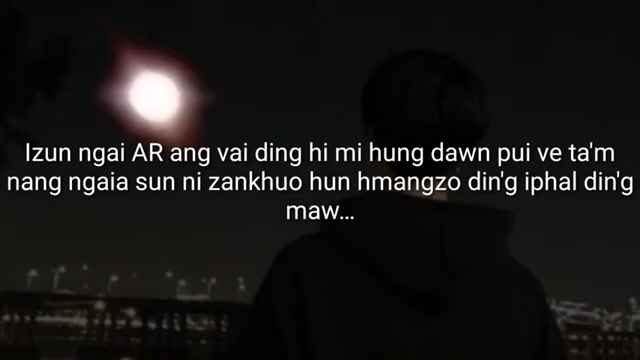 Izun ngai AR ang vai ding hi mi hung dawn pui ve ta'm
nang ngaia sun ni zankhuo hun hmangzo din'g iphal din'g
maw...